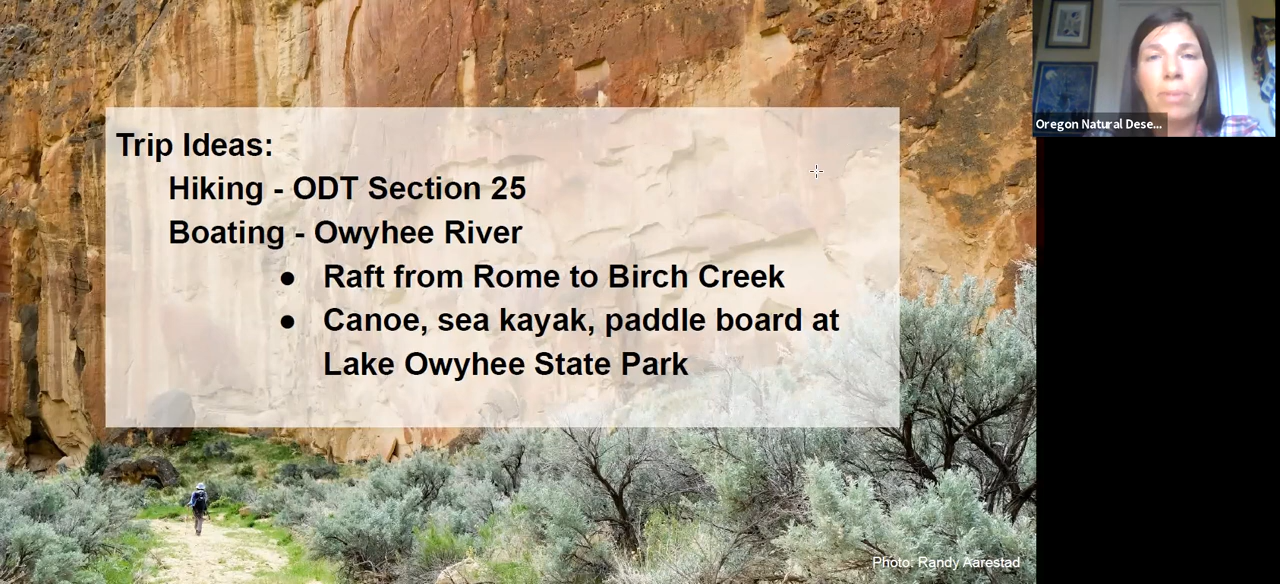 Trip Ideas:
Hiking - ODT Section 25
Boating - Owyhee River
● Raft from Rome to Birch Creek
● Canoe, sea kayak, paddle board at
Lake Owyhee State Park
Oregon Natural Dese...
Photo: Randy Aarestad